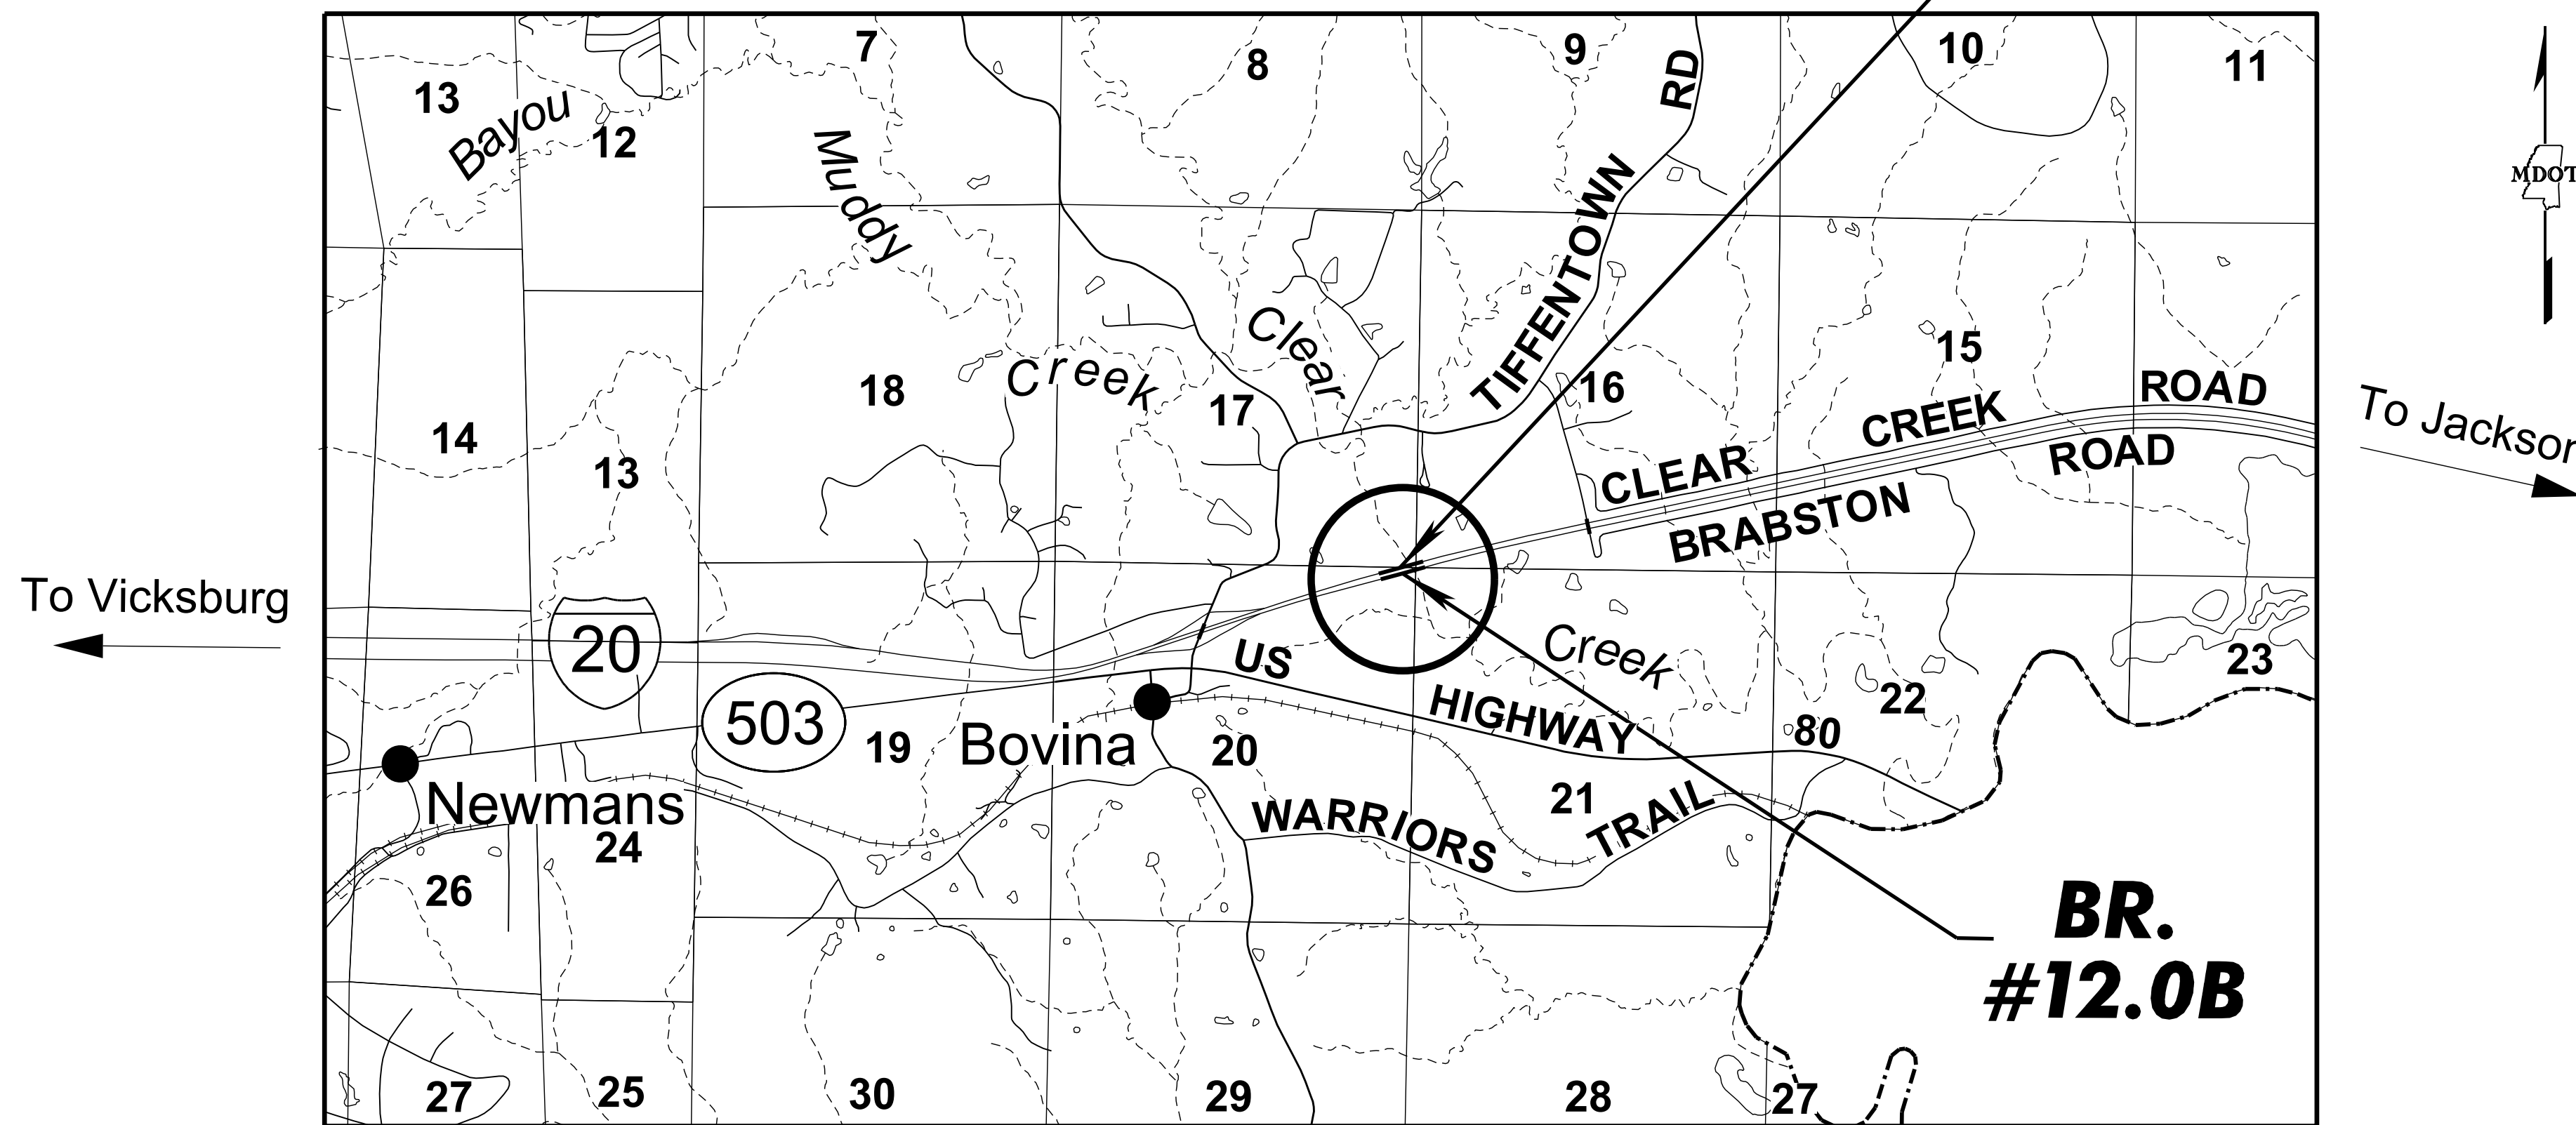 7
8
9
10
11
13
Bayou
12
Muddy
RD
MDOT
TIFFENTOWN
Clear
Creek
18
17
16
15
14
13
CLEAR CREEK ROAD
BRABSTON ROAD
To Jackson
To Vicksburg
20
503
US HIGHWAY 80
Creek
23
22
19
Bovina
20
21
Newmans
24
26
WARRIORS TRAIL
BR.
#12.0B
27
25
30
29
28
27